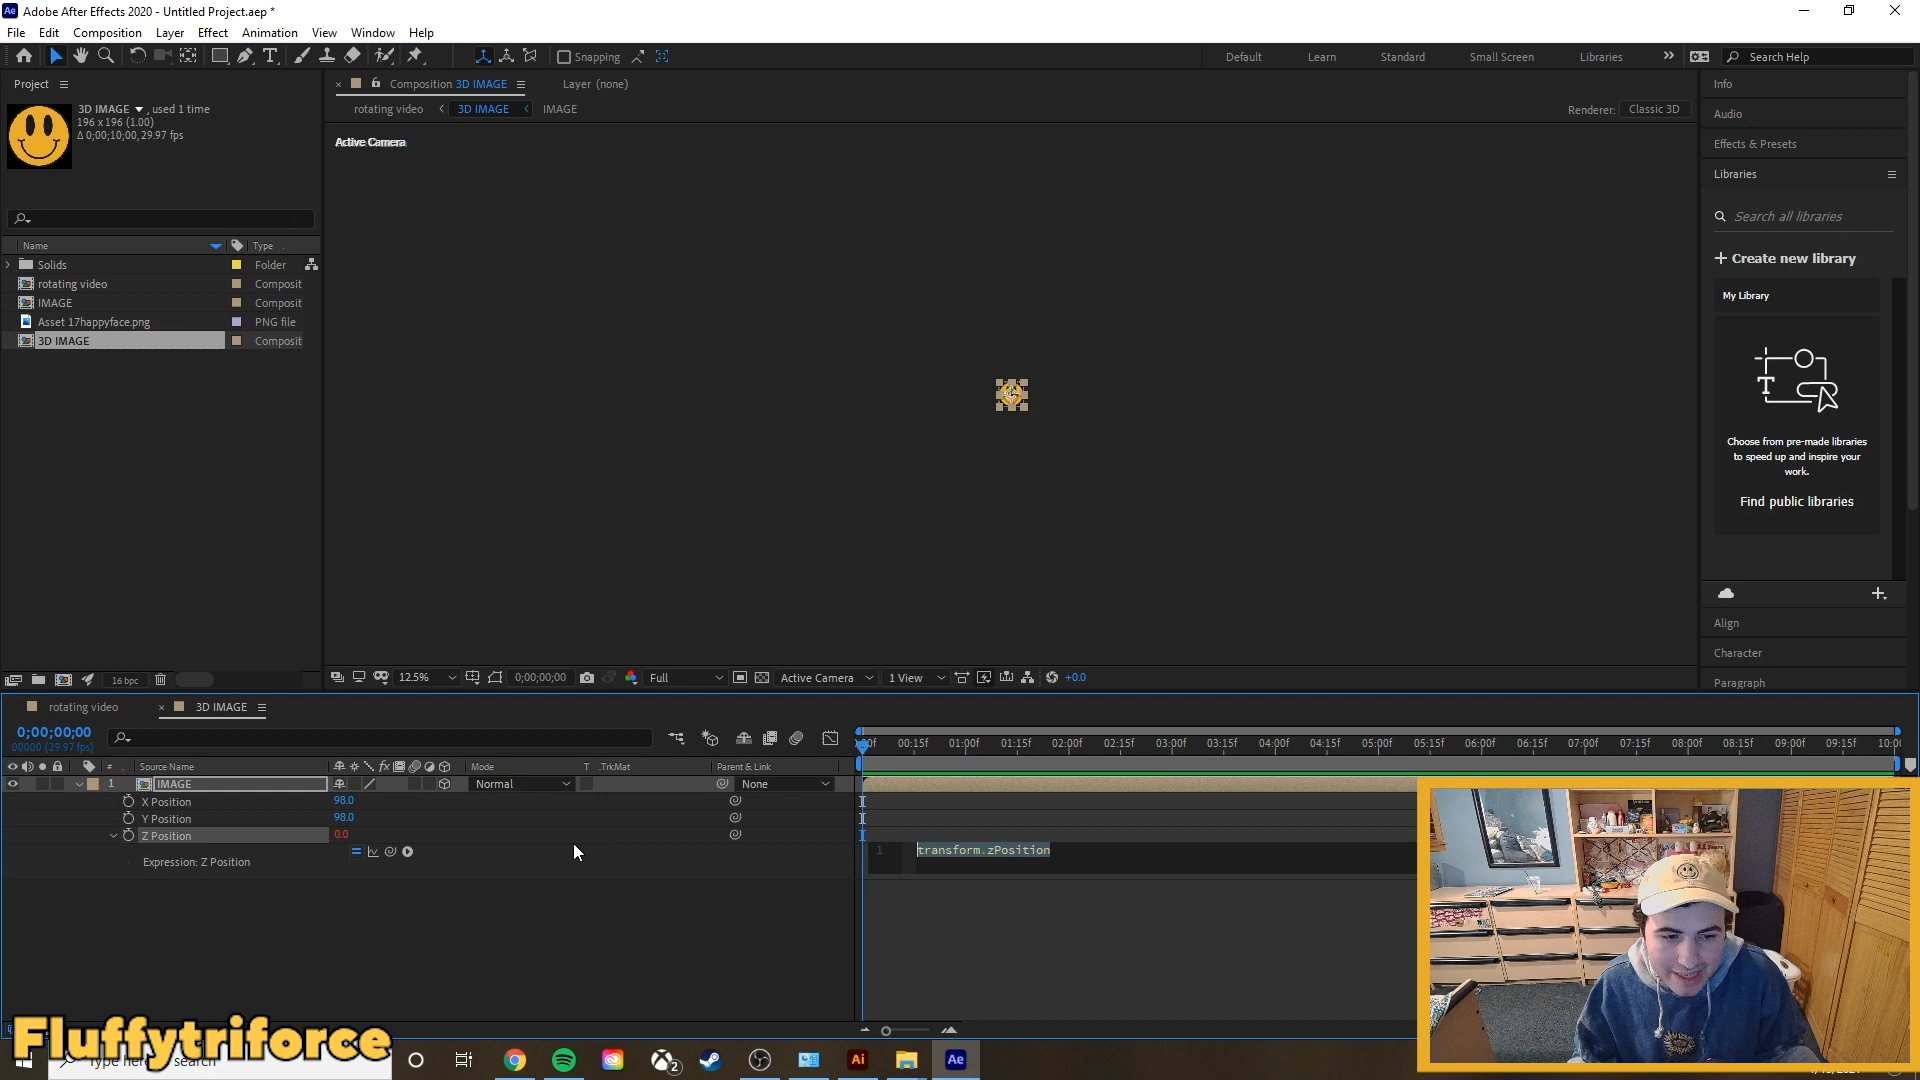 Adobe After Effects 2020 - Untitled Project.aep *
File Edit Composition Layer Effect Animation View Window Help
Snapping
Default Learn Standard Small Screen Libraries
Search Help
Project
Composition 3D IMAGE
Layer (none)
rotating video 3D IMAGE IMAGE
Renderer: Classic 3D
3D IMAGE , used 1 time
196 x 196 (1.00)
Δ 0;00;10;00, 29.97 fps
Active Camera
Name Type
Solids Folder
rotating video Composit
IMAGE Composit
Asset 17happyface.png PNG file
3D IMAGE Composit
Info
Audio
Effects & Presets
Libraries
Search all libraries
+ Create new library
My Library
Choose from pre-made libraries
to speed up and inspire your
work.
Find public libraries
Align
Character
Paragraph
16 bpc
12.5% 0;00;00;00 Full Active Camera 1 View +0.0
rotating video 3D IMAGE
0;00;00;00
00000 (29.97 fps)
00:15f 01:00f 01:15f 02:00f 02:15f 03:00f 03:15f 04:00f 04:15f 05:00f 05:15f 06:00f 06:15f 07:00f 07:15f 08:00f 08:15f 09:00f 09:15f
# Source Name Mode T .TrkMat Parent & Link
1 IMAGE Normal None
X Position 98.0
Y Position 98.0
Z Position 0.0
Expression: Z Position
1 transform.zPosition
Fluffytriforce